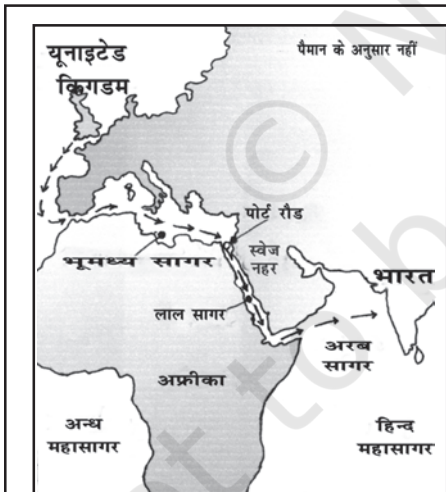 यूनाइटेड
किंगडम
पैमान के अनुसार नहीं
पोर्ट रौड
स्वेज
नहर
भूमध्य सागर
भारत
लाल सागर
अरब
सागर
अफ्रीका
अन्ध
महासागर
हिन्द
महासागर